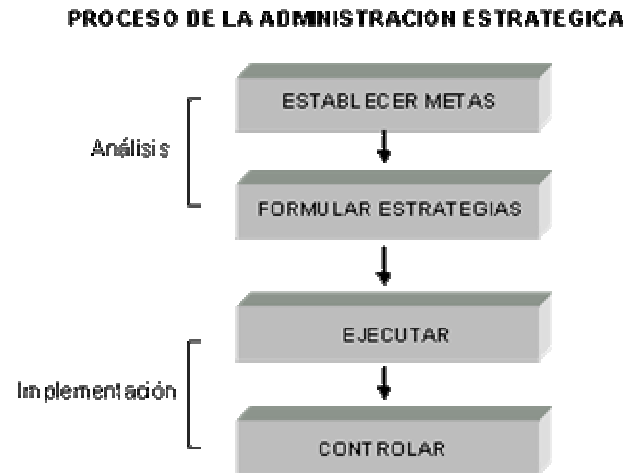 PROCESO DE LA ADMINISTRACION ESTRATEGICA
ESTABLECER METAS
Análisis
FORMULAR ESTRATEGIAS
EJECUTAR
Implementación
CONTROLAR